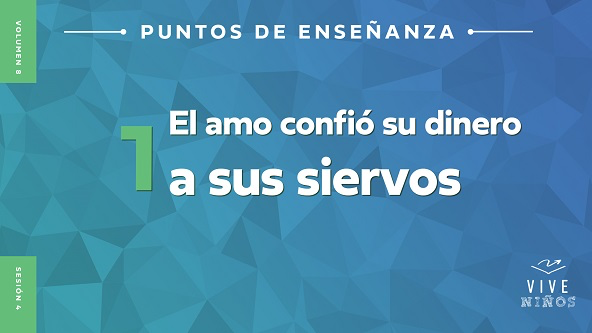 VOLUMEN 8
PUNTOS DE ENSEÑANZA
1
El amo confió su dinero
a sus siervos
SESIÓN 4
VIVE
NIÑOS